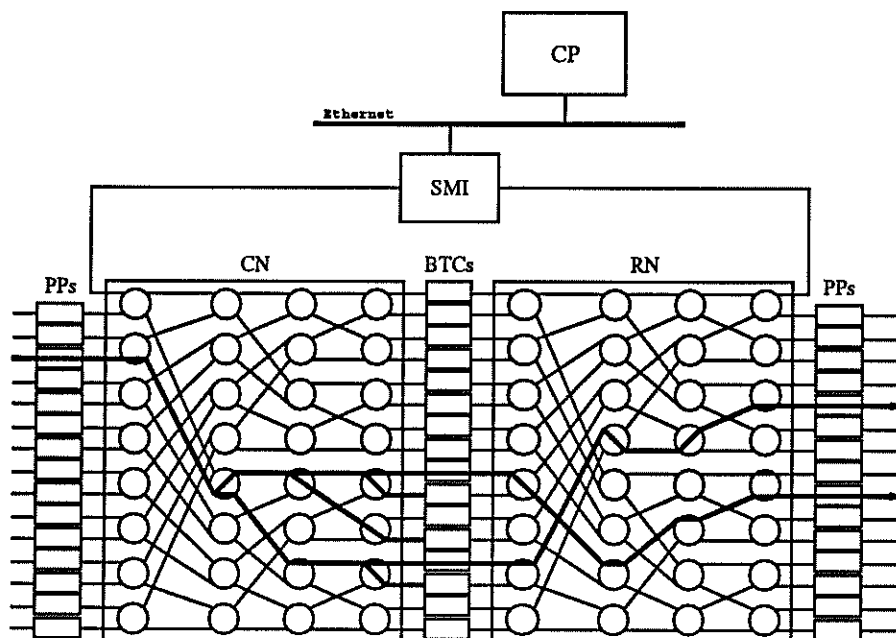 CP
Ethernet
SMI
CN
BTCs
RN
PPs
PPs